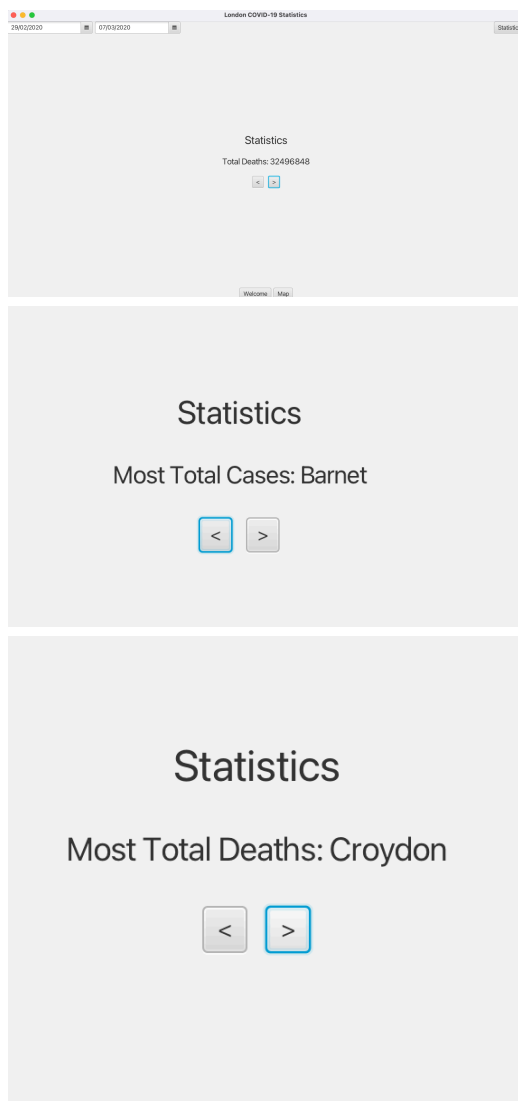 London COVID-19 Statistics
29/02/2020 07/03/2020 Statistic
Statistics
Total Deaths: 32496848
< >
Welcome Map
Statistics
Most Total Cases: Barnet
< >
Statistics
Most Total Deaths: Croydon
< >